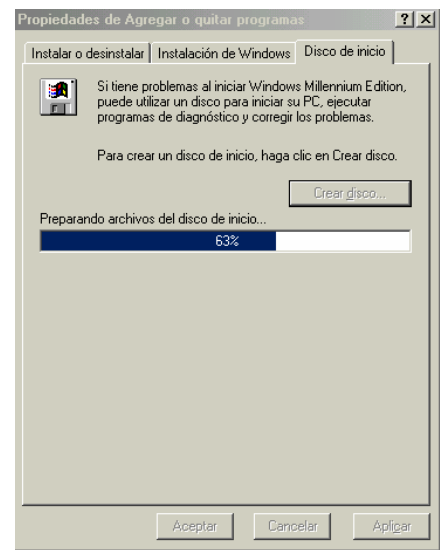 Propiedades de Agregar o quitar programas
Instalar o desinstalar
Instalación de Windows
Disco de inicio
Si tiene problemas al iniciar Windows Millennium Edition,
puede utilizar un disco para iniciar su PC, ejecutar
programas de diagnóstico y corregir los problemas.
Para crear un disco de inicio, haga clic en Crear disco.
Crear disco...
Preparando archivos del disco de inicio...
63%
Aceptar
Cancelar
Aplicar